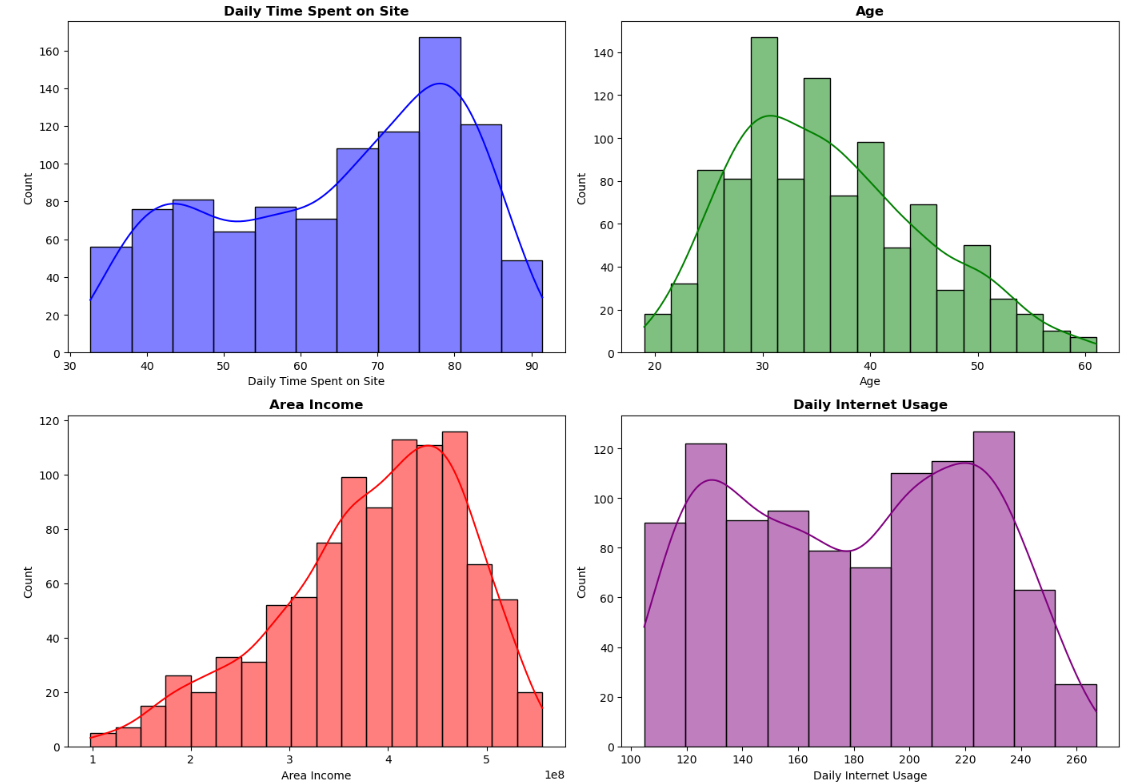 Daily Time Spent on Site
Count
160
140
120
100
80
60
40
20
0
30 40 50 60 70 80 90
Daily Time Spent on Site
Age
Count
140
120
100
80
60
40
20
0
20 30 40 50 60
Age
Area Income
Count
120
100
80
60
40
20
0
1 2 3 4 5
1e8
Area Income
Daily Internet Usage
Count
120
100
80
60
40
20
0
100 120 140 160 180 200 220 240 260
Daily Internet Usage